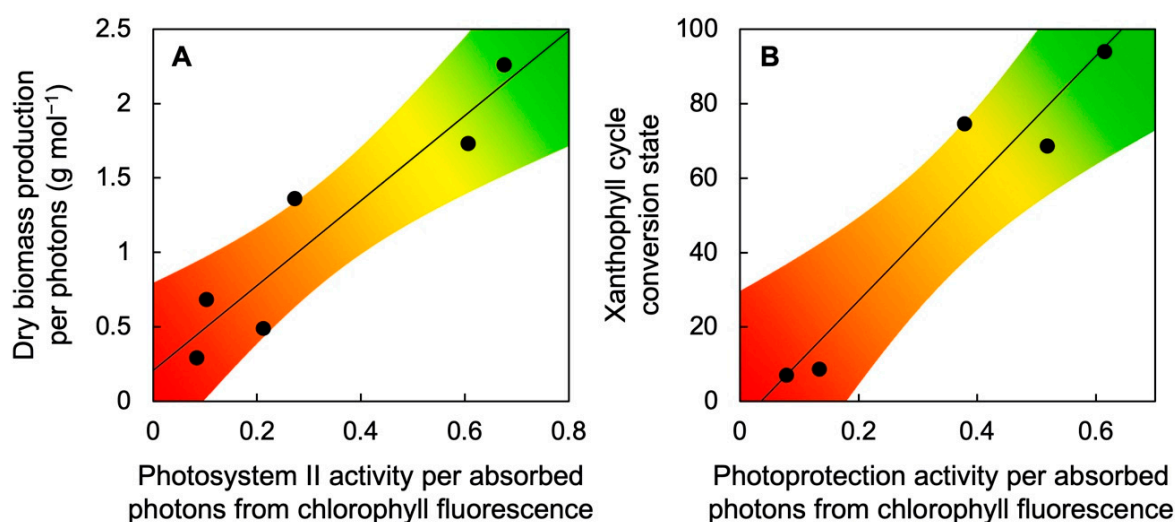 A
Dry biomass production
per photons (g mol⁻¹)
2.5
2
1.5
1
0.5
0
0
0.2
0.4
0.6
0.8
Photosystem II activity per absorbed
photons from chlorophyll fluorescence
B
Xanthophyll cycle
conversion state
100
80
60
40
20
0
0
0.2
0.4
0.6
Photoprotection activity per absorbed
photons from chlorophyll fluorescence